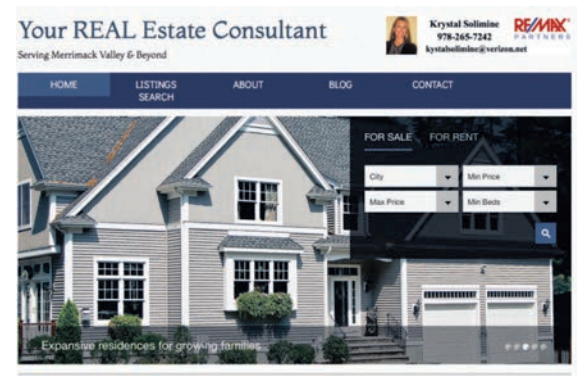 Your REAL Estate Consultant
Serving Merrimack Valley & Beyond
Krystal Solimine
978-265-7242
kystalsolimine@verizon.net
RE/MAX
PARTNERS
HOME
LISTINGS SEARCH
ABOUT
BLOG
CONTACT
FOR SALE
FOR RENT
City
Min Price
Max Price
Min Beds
Expansive residences for growing families